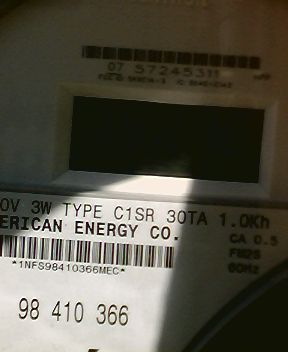 07 57245311
0V 3W TYPE C1SR 30TA 1.0Kh
ERICAN ENERGY CO.
CA 0.5
FM2S
60Hz
*1NFS98410366MEC*
98 410 366